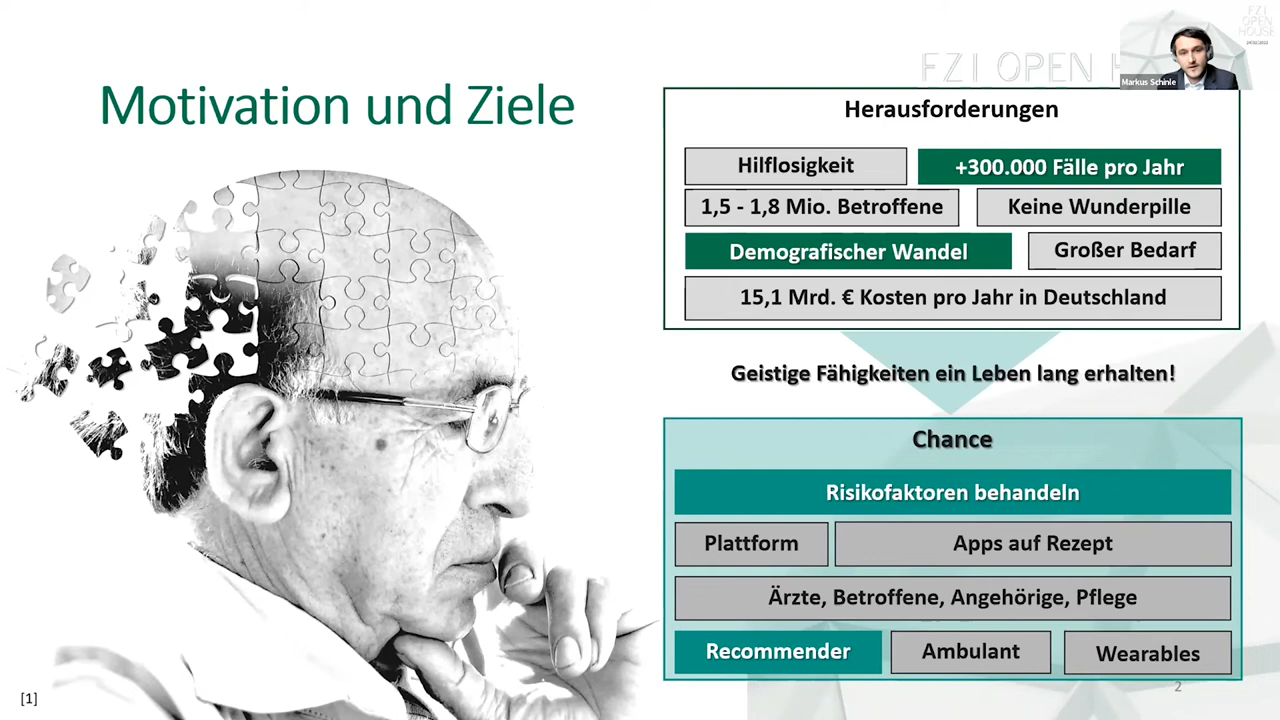 FZI
OPEN
HOUSE
FZI OPEN H
Markus Schinle
Motivation und Ziele
Herausforderungen
Hilflosigkeit
+300.000 Fälle pro Jahr
1,5 - 1,8 Mio. Betroffene
Keine Wunderpille
Demografischer Wandel
Großer Bedarf
15,1 Mrd. € Kosten pro Jahr in Deutschland
Geistige Fähigkeiten ein Leben lang erhalten!
Chance
Risikofaktoren behandeln
Plattform
Apps auf Rezept
Ärzte, Betroffene, Angehörige, Pflege
Recommender
Ambulant
Wearables
[1]
2